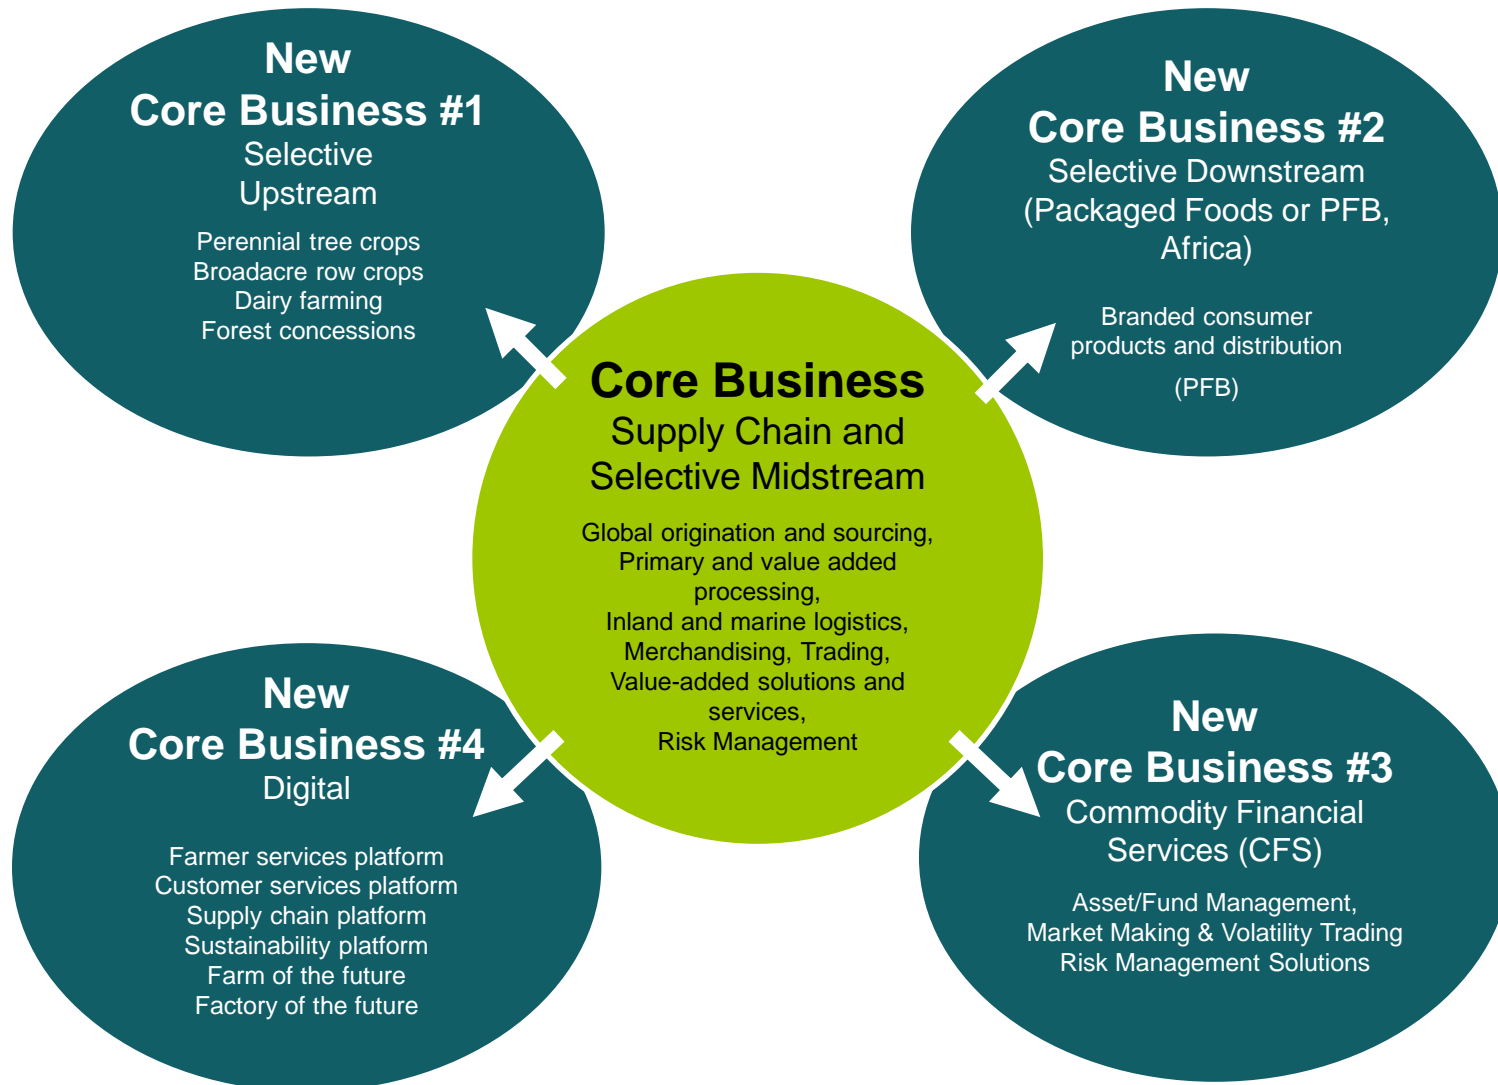 New
Core Business #1
Selective
Upstream
Perennial tree crops
Broadacre row crops
Dairy farming
Forest concessions
New
Core Business #2
Selective Downstream
(Packaged Foods or PFB,
Africa)
Branded consumer
products and distribution
(PFB)
Core Business
Supply Chain and
Selective Midstream
Global origination and sourcing,
Primary and value added
processing,
Inland and marine logistics,
Merchandising, Trading,
Value-added solutions and
services,
Risk Management
New
Core Business #4
Digital
Farmer services platform
Customer services platform
Supply chain platform
Sustainability platform
Farm of the future
Factory of the future
New
Core Business #3
Commodity Financial
Services (CFS)
Asset/Fund Management,
Market Making & Volatility Trading
Risk Management Solutions